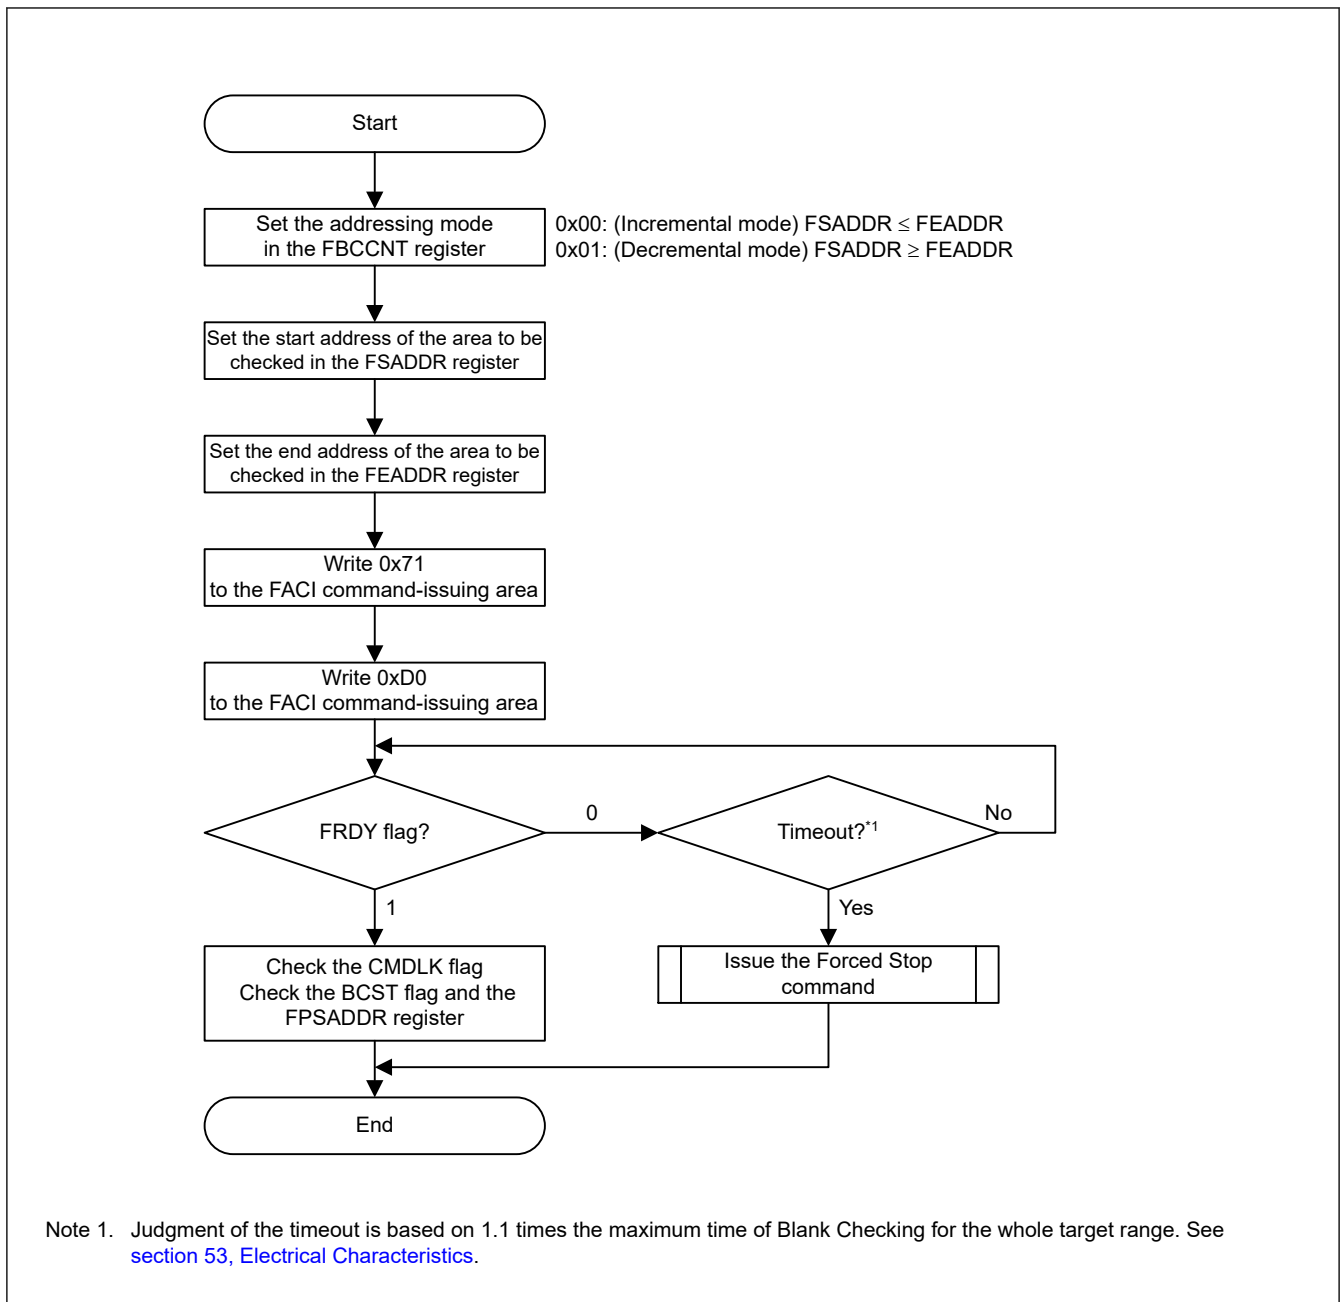 Start
Set the addressing mode
in the FBCCNT register
0x00: (Incremental mode) FSADDR ≤ FEADDR
0x01: (Decremental mode) FSADDR ≥ FEADDR
Set the start address of the area to be
checked in the FSADDR register
Set the end address of the area to be
checked in the FEADDR register
Write 0x71
to the FACI command-issuing area
Write 0xD0
to the FACI command-issuing area
FRDY flag?
0
Timeout?*1
No
1
Yes
Check the CMDLK flag
Check the BCST flag and the
FPSADDR register
Issue the Forced Stop
command
End
Note 1. Judgment of the timeout is based on 1.1 times the maximum time of Blank Checking for the whole target range. See
section 53, Electrical Characteristics.